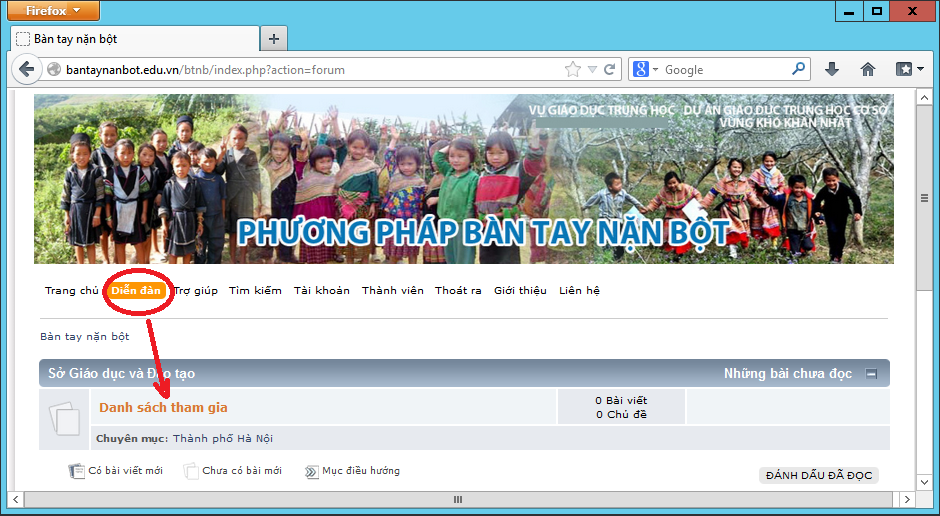 Firefox
Bàn tay nặn bột
bantaynanbot.edu.vn/btnb/index.php?action=forum
Google
VỤ GIÁO DỤC TRUNG HỌC DỰ ÁN GIÁO DỤC TRUNG HỌC CƠ SỞ
VÙNG KHÓ KHĂN NHẤT
PHƯƠNG PHÁP BÀN TAY NẶN BỘT
Trang chủ Diễn đàn Trợ giúp Tìm kiếm Tài khoản Thành viên Thoát ra Giới thiệu Liên hệ
Bàn tay nặn bột
Sở Giáo dục và Đào tạo Những bài chưa đọc
Danh sách tham gia
0 Bài viết
0 Chủ đề
Chuyên mục: Thành phố Hà Nội
Có bài viết mới Chưa có bài mới Mục điều hướng
ĐÁNH DẤU ĐÃ ĐỌC